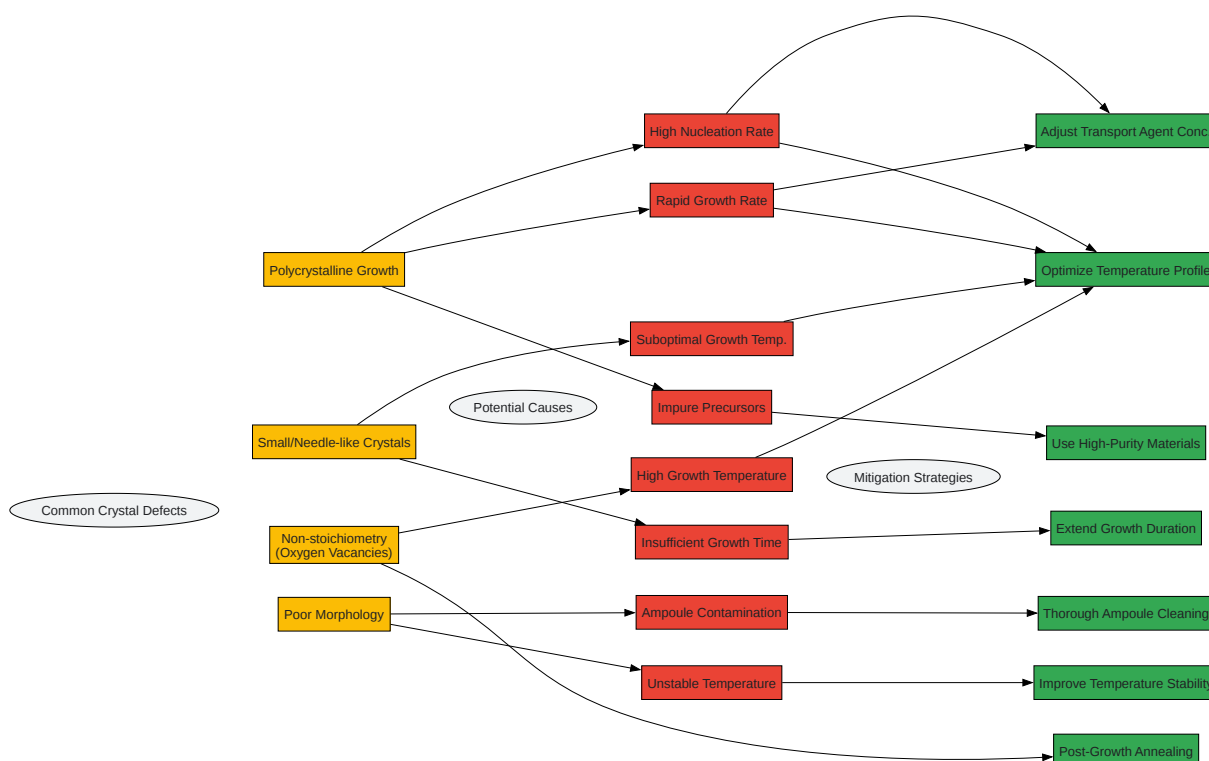 High Nucleation Rate
Adjust Transport Agent Conc
Rapid Growth Rate
Polycrystalline Growth
Optimize Temperature Profile
Suboptimal Growth Temp.
Potential Causes
Impure Precursors
Small/Needle-like Crystals
Use High-Purity Materials
High Growth Temperature
Mitigation Strategies
Common Crystal Defects
Non-stoichiometry
(Oxygen Vacancies)
Insufficient Growth Time
Extend Growth Duration
Poor Morphology
Ampoule Contamination
Thorough Ampoule Cleaning
Unstable Temperature
Improve Temperature Stability
Post-Growth Annealing